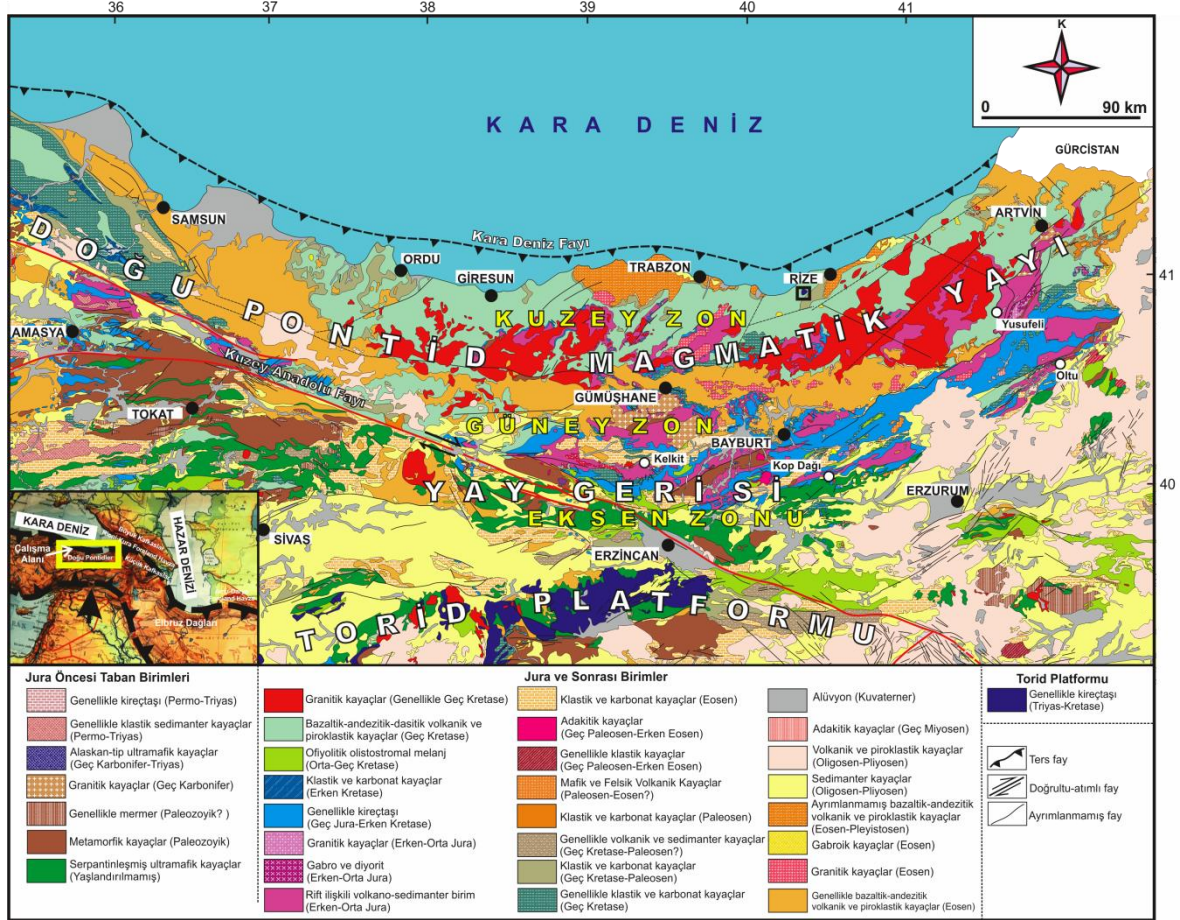 36 37 38 39 40 41
K
0 90 km
KARA DENİZ
GÜRCİSTAN
ARTVİN
SAMSUN
Kara Deniz Fayı
ORDU
GİRESUN
TRABZON
RİZE
41
DOĞU PONTİD MAGMATİK YAYI
KUZEY ZON
Yusufeli
AMASYA
Kuzey Anadolu Fayı
Oltu
TOKAT
GÜMÜŞHANE
GÜNEY ZON
BAYBURT
Kelkit
Kop Dağı
YAY GERİSİ
40
EKSEN ZONU
ERZURUM
SİVAS
ERZİNCAN
TORİD PLATFORMU
KARA DENİZ
HAZAR DENİZİ
Çalışma
Alanı
Doğu Pontidler
Elbruz Dağları
Jura Öncesi Taban Birimleri
Genellikle kireçtaşı (Permo-Triyas)
Genellikle klastik sedimanter kayaçlar
(Permo-Triyas)
Alaskan-tip ultramafik kayaçlar
(Geç Karbonifer-Triyas)
Granitik kayaçlar (Geç Karbonifer)
Genellikle mermer (Paleozoyik? )
Metamorfik kayaçlar (Paleozoyik)
Serpantinleşmiş ultramafik kayaçlar
(Yaşlandırılmamış)
Jura ve Sonrası Birimler
Granitik kayaçlar (Genellikle Geç Kretase)
Bazaltik-andezitik-dasitik volkanik ve
piroklastik kayaçlar (Geç Kretase)
Ofiyolitik olistostromal melanj
(Orta-Geç Kretase)
Klastik ve karbonat kayaçlar
(Erken Kretase)
Genellikle kireçtaşı
(Geç Jura-Erken Kretase)
Granitik kayaçlar (Erken-Orta Jura)
Gabro ve diyorit
(Erken-Orta Jura)
Rift ilişkili volkano-sedimanter birim
(Erken-Orta Jura)
Klastik ve karbonat kayaçlar (Eosen)
Adakitik kayaçlar
(Geç Paleosen-Erken Eosen)
Genellikle klastik kayaçlar
(Geç Paleosen-Erken Eosen)
Mafik ve Felsik Volkanik Kayaçlar
(Paleosen-Eosen?)
Klastik ve karbonat kayaçlar (Paleosen)
Genellikle volkanik ve sedimanter kayaçlar
(Geç Kretase-Paleosen?)
Klastik ve karbonat kayaçlar
(Geç Kretase-Paleosen)
Genellikle klastik ve karbonat kayaçlar
(Geç Kretase)
Alüvyon (Kuvaterner)
Adakitik kayaçlar (Geç Miyosen)
Volkanik ve piroklastik kayaçlar
(Oligosen-Pliyosen)
Sedimanter kayaçlar
(Oligosen-Pliyosen)
Ayrımlanmamış bazaltik-andezitik
volkanik ve piroklastik kayaçlar
(Eosen-Pleyistosen)
Gabroik kayaçlar (Eosen)
Granitik kayaçlar (Eosen)
Genellikle bazaltik-andezitik
volkanik ve piroklastik kayaçlar (Eosen)
Torid Platformu
Genellikle kireçtaşı
(Triyas-Kretase)
Ters fay
Doğrultu-atımlı fay
Ayrımlanmamış fay